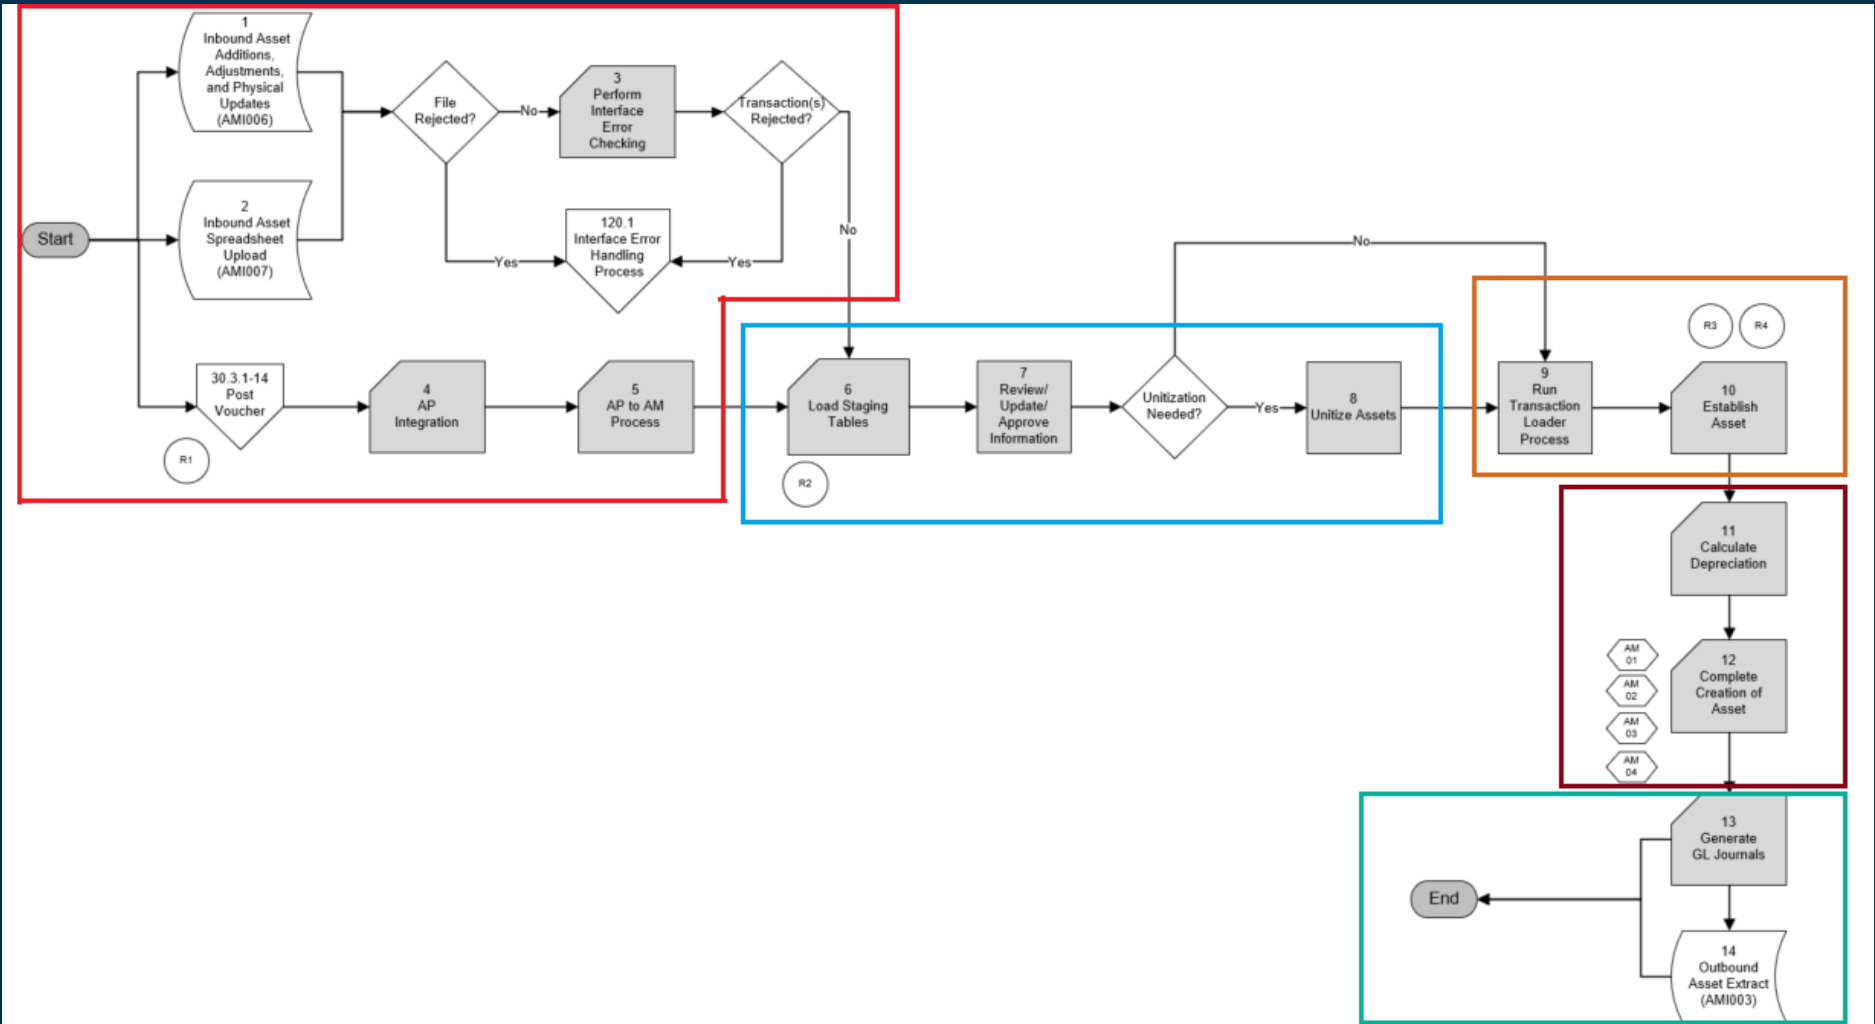 1
Inbound Asset
Additions,
Adjustments,
and Physical
Updates
(AMI006)
File
Rejected?
No
3
Perform
Interface
Error
Checking
Transaction(s)
Rejected?
2
Inbound Asset
Spreadsheet
Upload
(AMI007)
Start
120.1
Interface Error
Handling
Process
Yes
Yes
No
No
30.3.1-14
Post
Voucher
R1
4
AP
Integration
5
AP to AM
Process
6
Load Staging
Tables
R2
7
Review/
Update/
Approve
Information
Unitization
Needed?
Yes
8
Unitize Assets
R3
R4
9
Run
Transaction
Loader
Process
10
Establish
Asset
11
Calculate
Depreciation
AM
01
AM
02
AM
03
AM
04
12
Complete
Creation of
Asset
13
Generate
GL Journals
End
14
Outbound
Asset Extract
(AMI003)